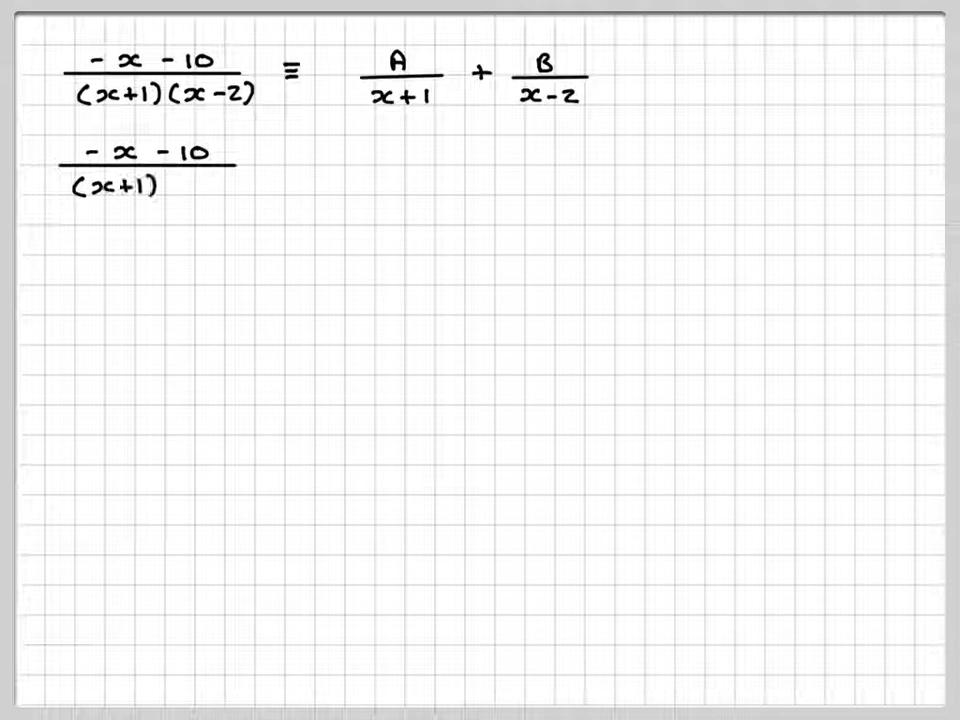 - x - 10 ≡ A + B
(x+1)(x-2) x+1 x-2
- x - 10
(x+1)